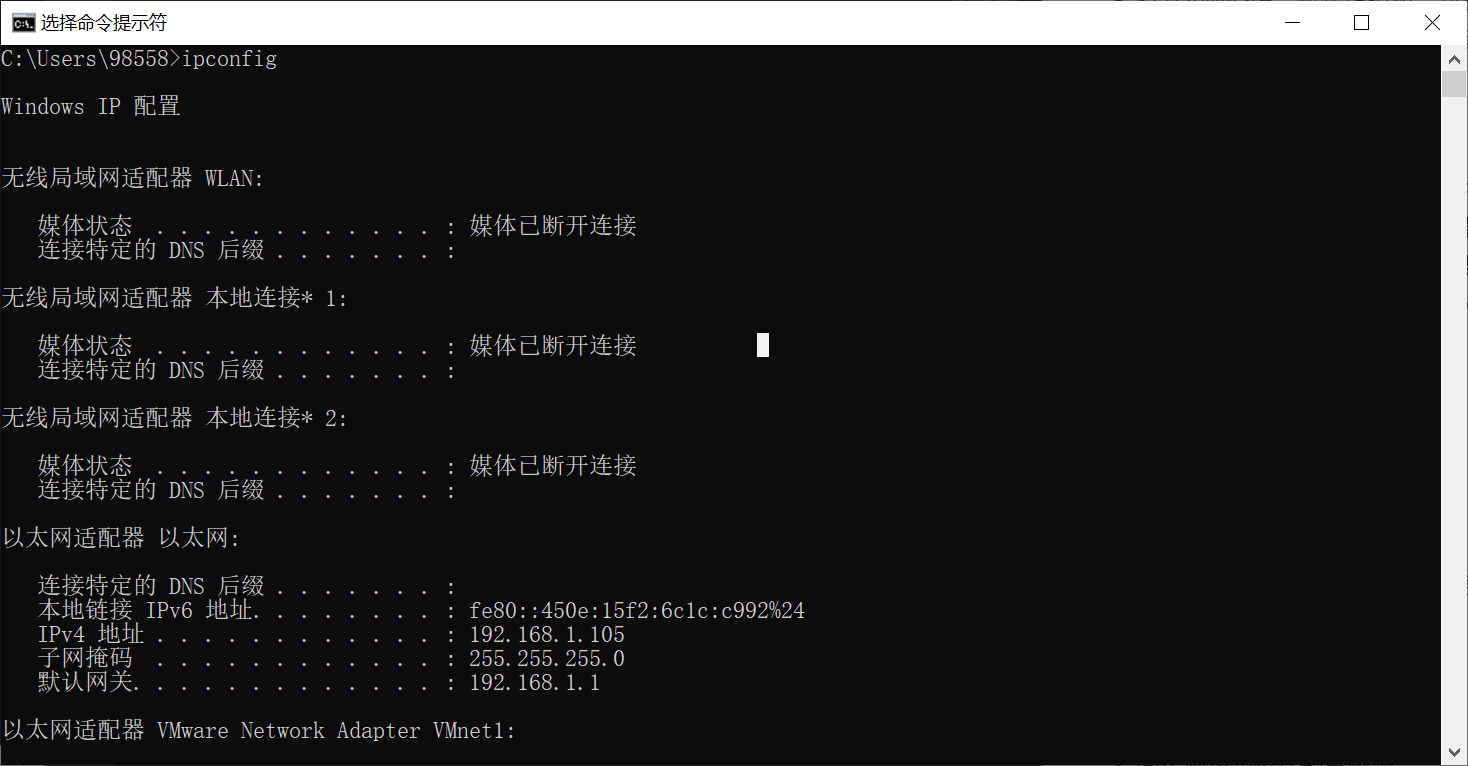 选择命令提示符
C:\Users\98558>ipconfig
Windows IP 配置
无线局域网适配器 WLAN:
   媒体状态  . . . . . . . . . . . . : 媒体已断开连接
   连接特定的 DNS 后缀 . . . . . . . :
无线局域网适配器 本地连接* 1:
   媒体状态  . . . . . . . . . . . . : 媒体已断开连接
   连接特定的 DNS 后缀 . . . . . . . :
无线局域网适配器 本地连接* 2:
   媒体状态  . . . . . . . . . . . . : 媒体已断开连接
   连接特定的 DNS 后缀 . . . . . . . :
以太网适配器 以太网:
   连接特定的 DNS 后缀 . . . . . . . :
   本地链接 IPv6 地址. . . . . . . . : fe80::450e:15f2:6c1c:c992%24
   IPv4 地址 . . . . . . . . . . . . : 192.168.1.105
   子网掩码  . . . . . . . . . . . . : 255.255.255.0
   默认网关. . . . . . . . . . . . . : 192.168.1.1
以太网适配器 VMware Network Adapter VMnet1: